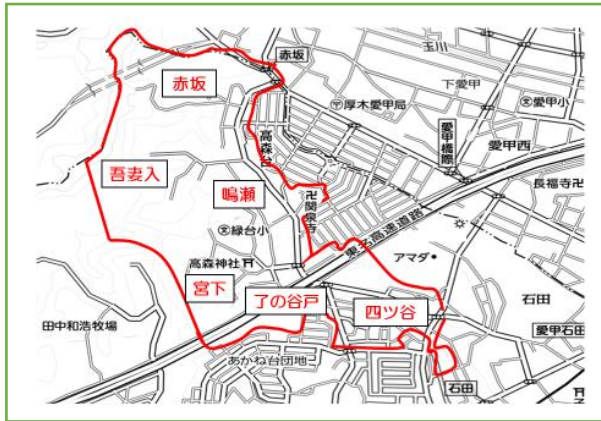 赤坂
玉川
赤坂
下愛甲
〒厚木愛甲局
文愛甲小
高森台
愛甲橋際
愛甲西
吾妻入
鳴瀬
卍関泉寺
長福寺卍
東名高速道路
文緑台小
高森神社
アマダ
宮下
了の谷戸
四ツ谷
石田
田中和浩牧場
愛甲石田
あかね台団地
石田